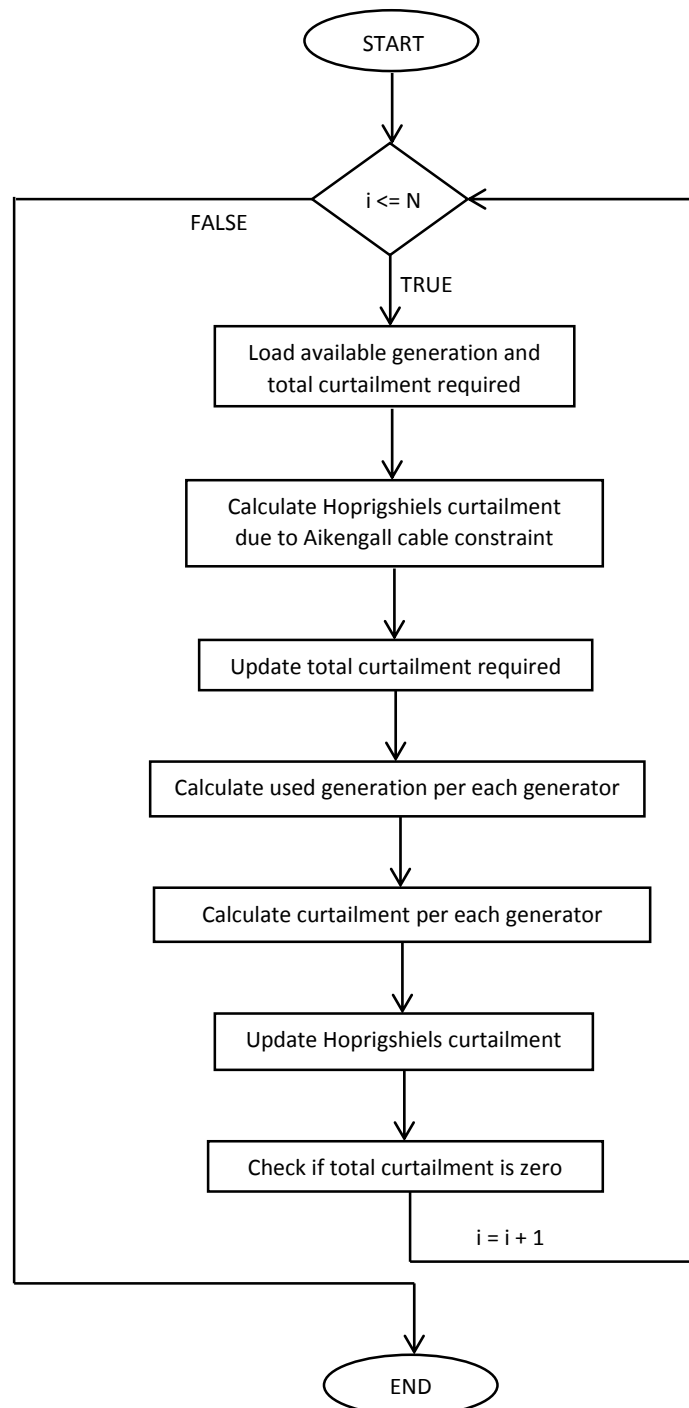 START
i <= N
FALSE
TRUE
Load available generation and
total curtailment required
Calculate Hoprigshiels curtailment
due to Aikengall cable constraint
Update total curtailment required
Calculate used generation per each generator
Calculate curtailment per each generator
Update Hoprigshiels curtailment
Check if total curtailment is zero
i = i + 1
END